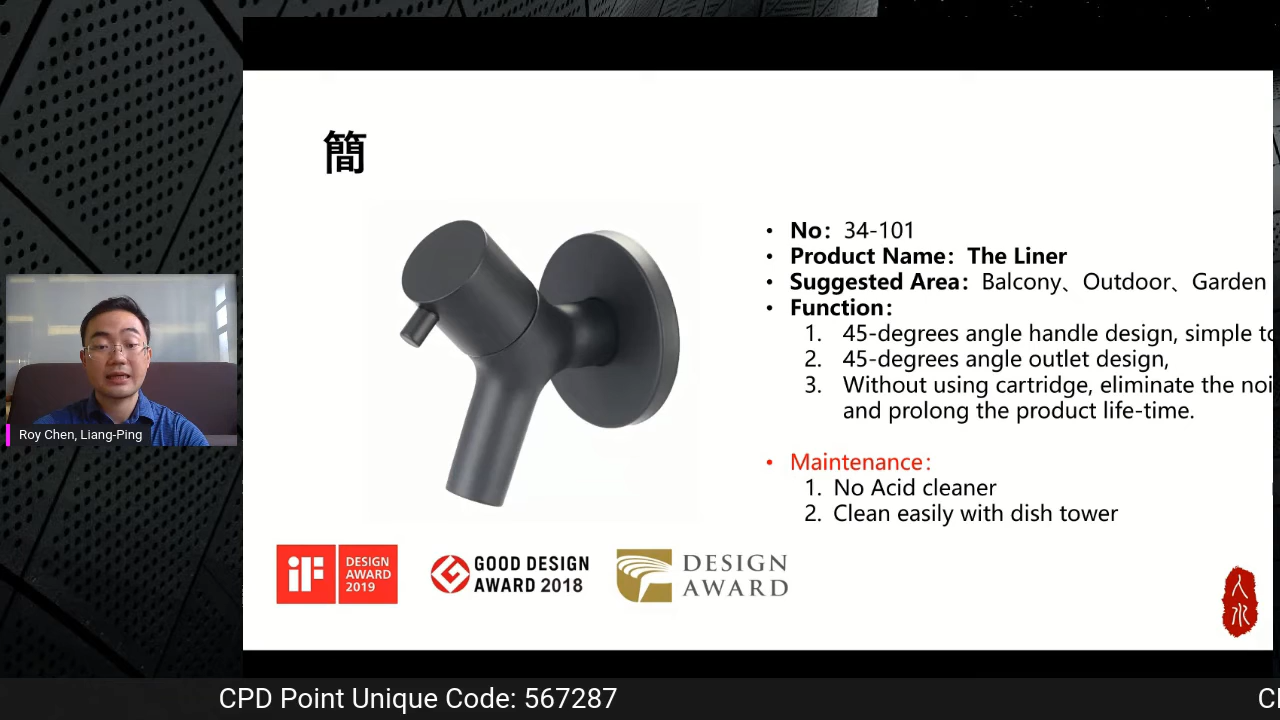 簡
No： 34-101
Product Name： The Liner
Suggested Area： Balcony、Outdoor、Garden
Function：
1. 45-degrees angle handle design, simple to
2. 45-degrees angle outlet design,
3. Without using cartridge, eliminate the noi
and prolong the product life-time.
Maintenance：
1. No Acid cleaner
2. Clean easily with dish tower
iF DESIGN AWARD 2019
GOOD DESIGN AWARD 2018
DESIGN AWARD
人水
Roy Chen, Liang-Ping
CPD Point Unique Code: 567287